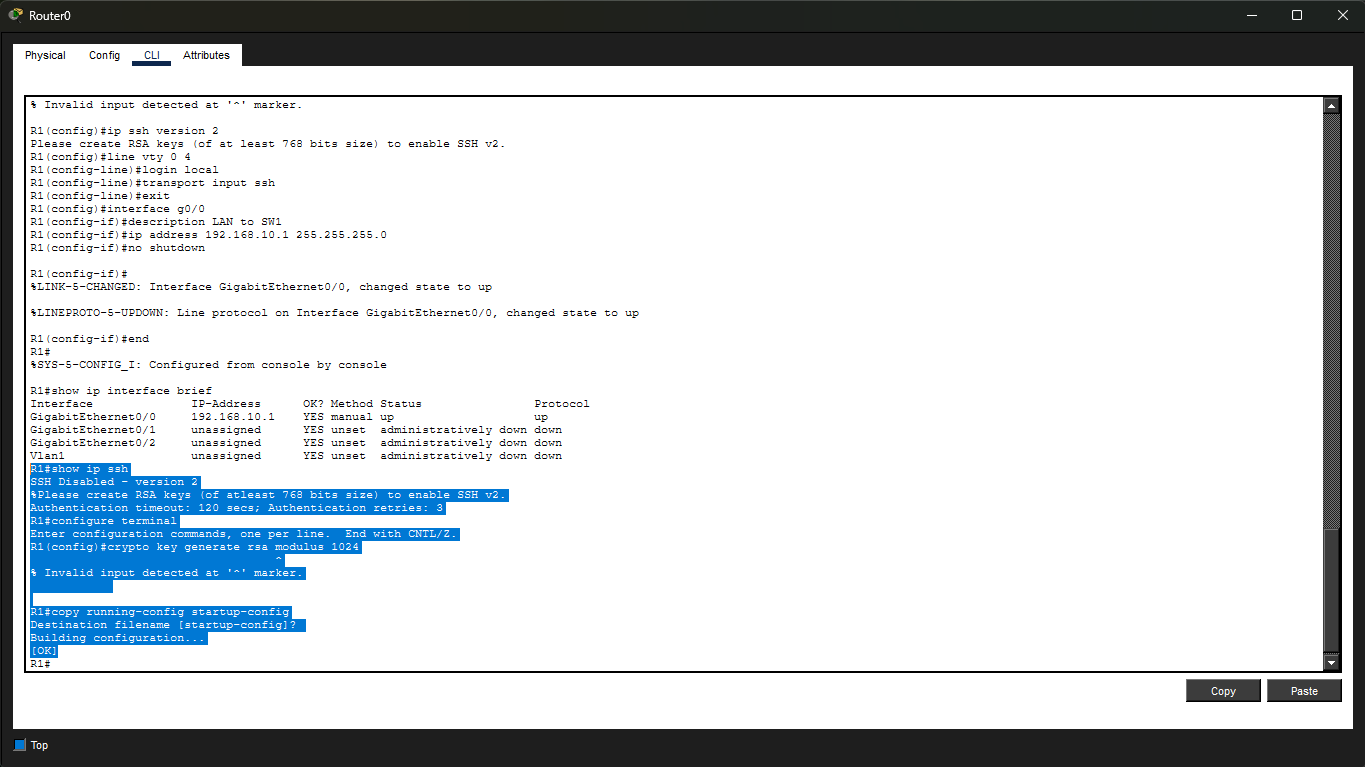 Router0
Physical Config CLI Attributes
% Invalid input detected at '^' marker.
R1(config)#ip ssh version 2
Please create RSA keys (of at least 768 bits size) to enable SSH v2.
R1(config)#line vty 0 4
R1(config-line)#login local
R1(config-line)#transport input ssh
R1(config-line)#exit
R1(config)#interface g0/0
R1(config-if)#description LAN to SW1
R1(config-if)#ip address 192.168.10.1 255.255.255.0
R1(config-if)#no shutdown
R1(config-if)#
%LINK-5-CHANGED: Interface GigabitEthernet0/0, changed state to up
%LINEPROTO-5-UPDOWN: Line protocol on Interface GigabitEthernet0/0, changed state to up
R1(config-if)#end
R1#
%SYS-5-CONFIG_I: Configured from console by console
R1#show ip interface brief
Interface IP-Address OK? Method Status Protocol
GigabitEthernet0/0 192.168.10.1 YES manual up up
GigabitEthernet0/1 unassigned YES unset administratively down down
GigabitEthernet0/2 unassigned YES unset administratively down down
Vlan1 unassigned YES unset administratively down down
R1#show ip ssh
SSH Disabled - version 2
%Please create RSA keys (of atleast 768 bits size) to enable SSH v2.
Authentication timeout: 120 secs; Authentication retries: 3
R1#configure terminal
Enter configuration commands, one per line. End with CNTL/Z.
R1(config)#crypto key generate rsa modulus 1024
^
% Invalid input detected at '^' marker.
R1#copy running-config startup-config
Destination filename [startup-config]?
Building configuration...
[OK]
R1#
Copy Paste
Top